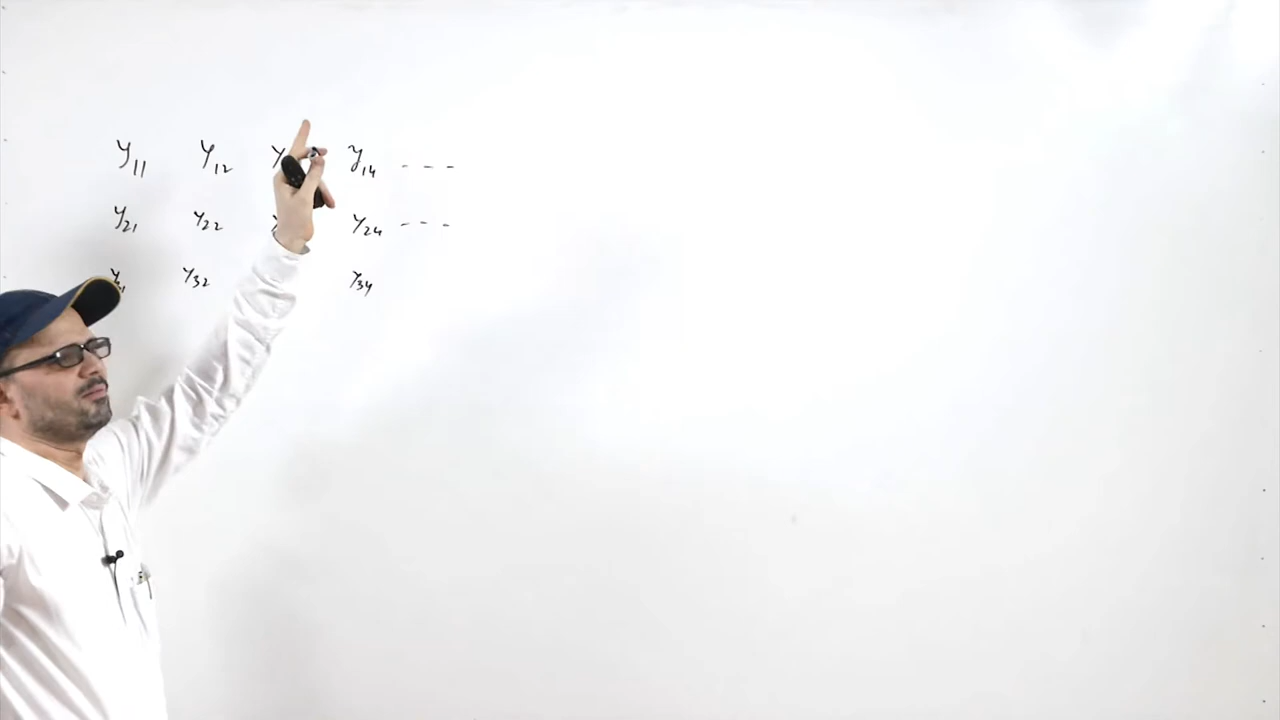 y11 y12 y y14 - - -
y21 y22 y24 - - -
y32 y34